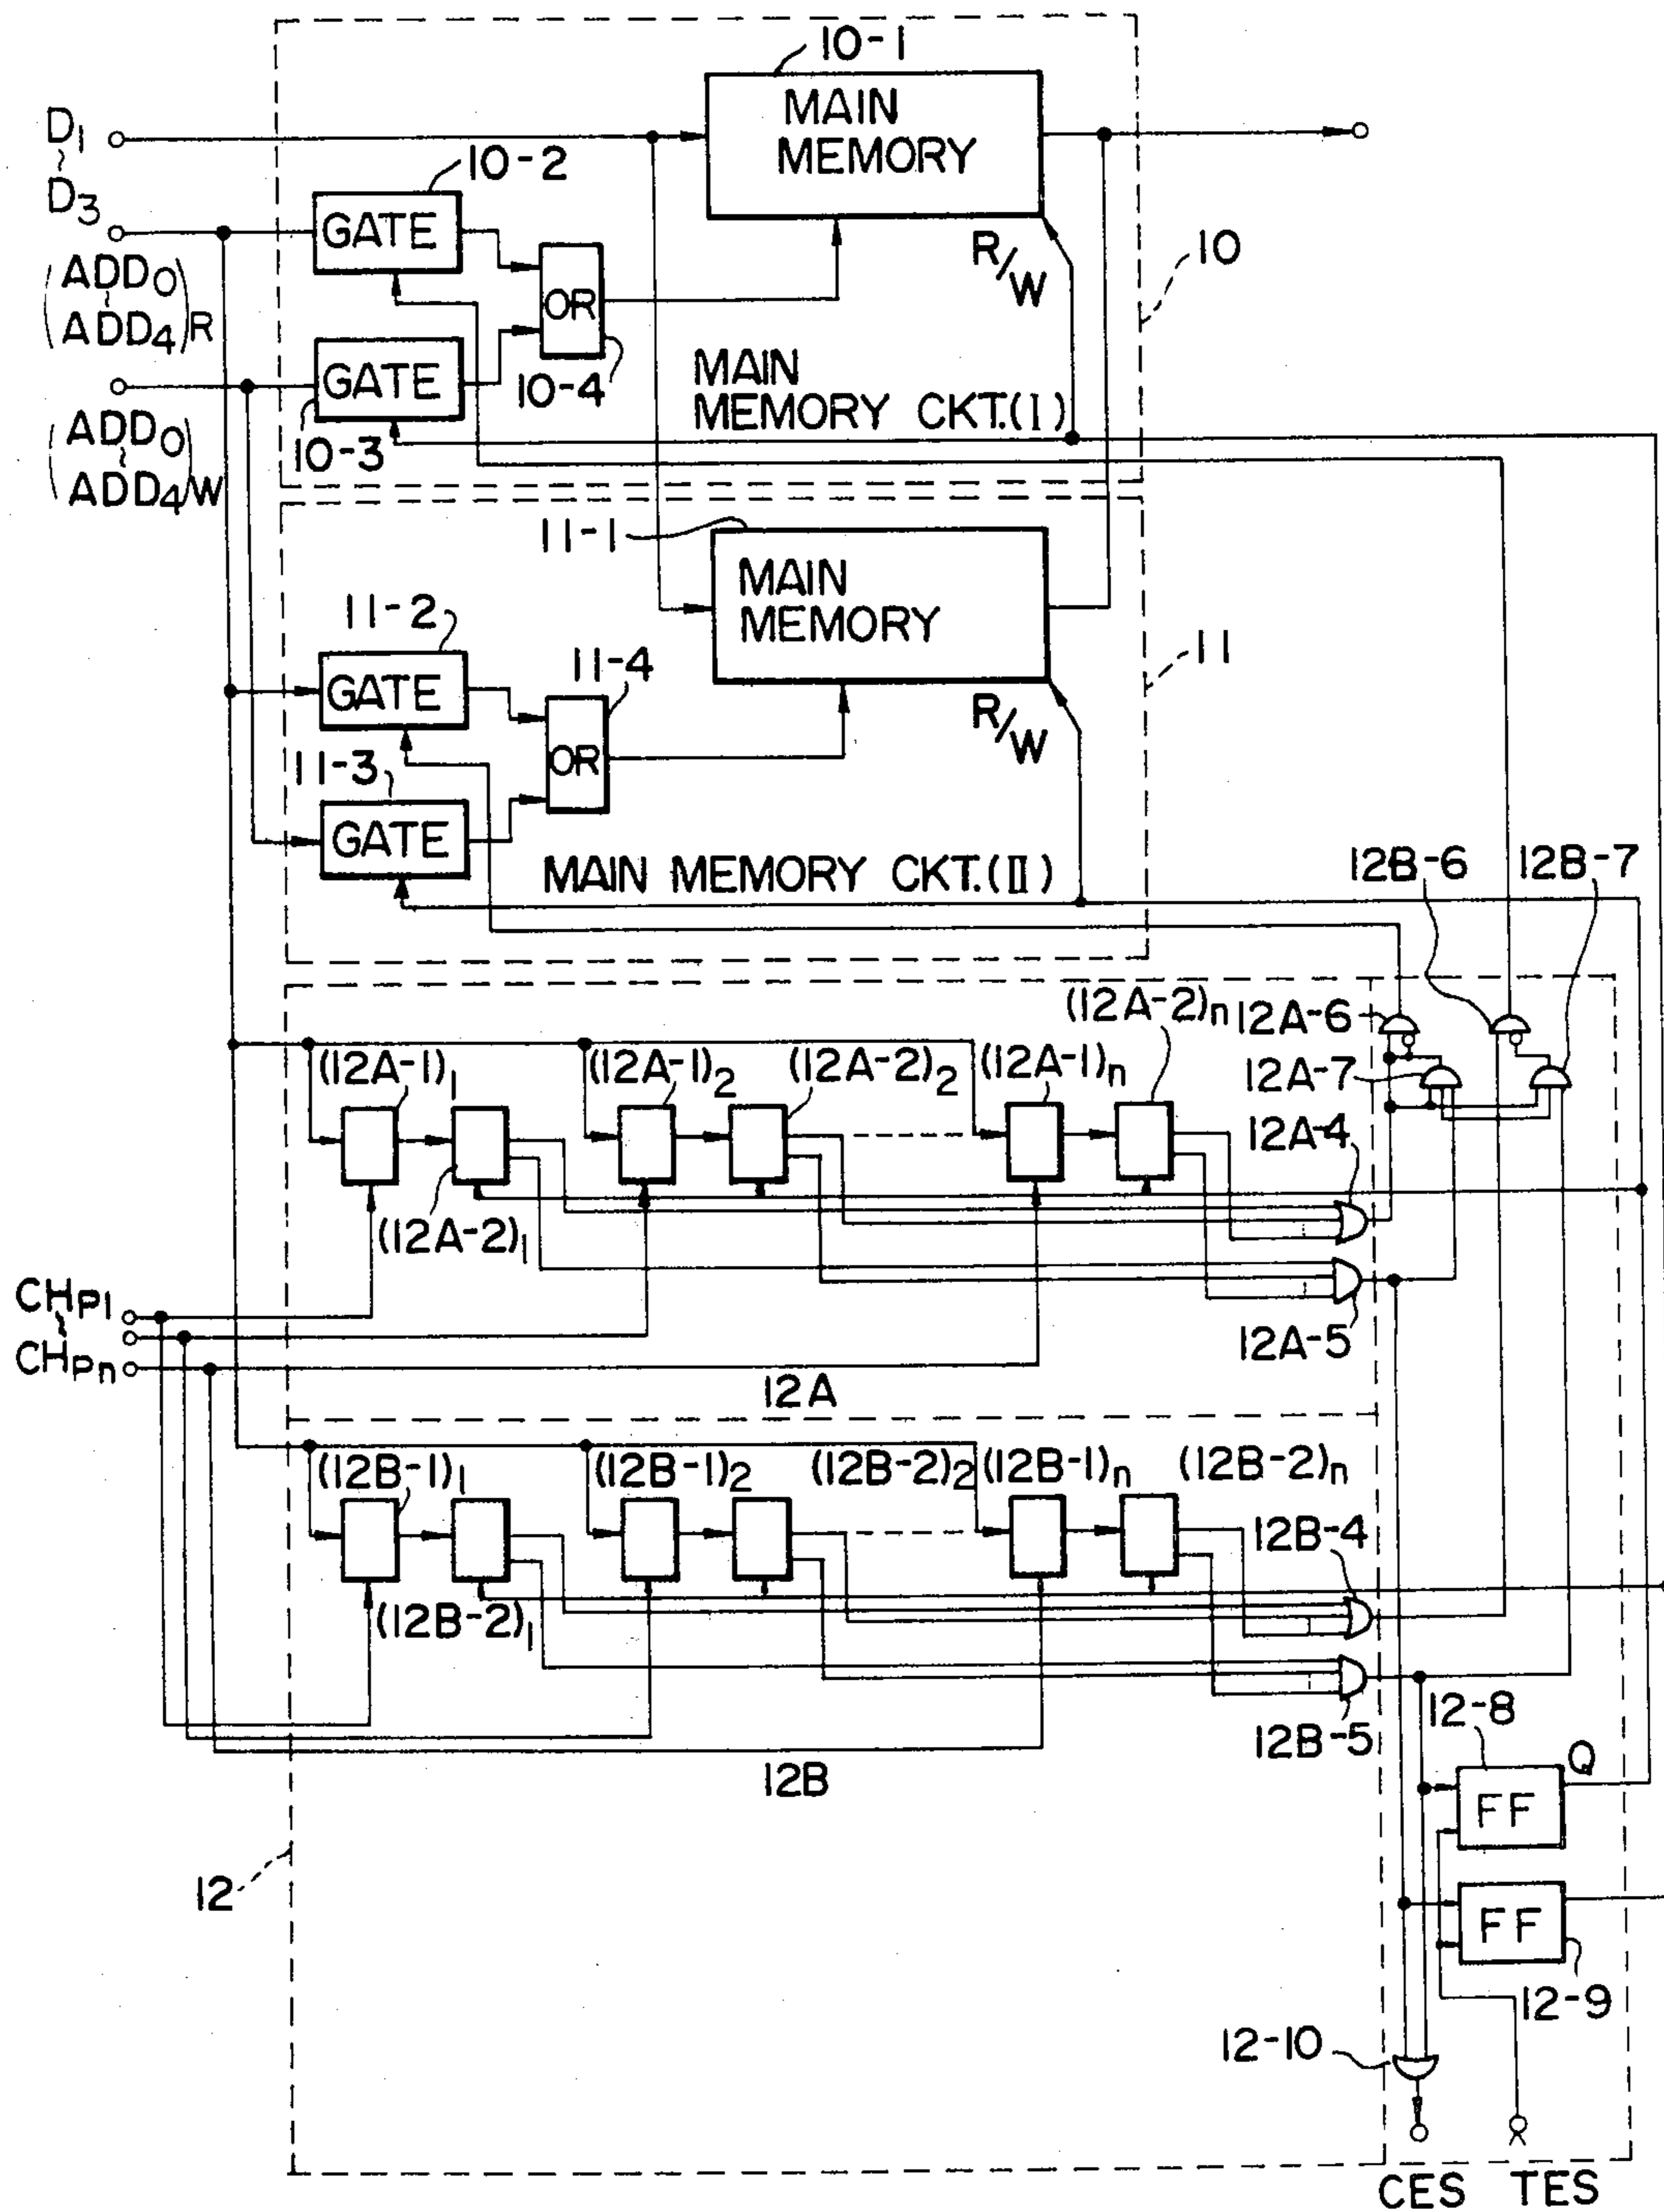 10-1
MAIN
MEMORY
D1
~
D3
10-2
GATE
(ADD0
~
ADD4)R
OR
R/W
10
GATE
10-4
MAIN
MEMORY CKT.(I)
10-3
(ADD0
~
ADD4)W
11-1
MAIN
MEMORY
11-2
GATE
11-4
11
R/W
OR
11-3
GATE
MAIN MEMORY CKT.(II)
12B-6
12B-7
(12A-2)n
12A-6
(12A-1)1
(12A-1)2
(12A-2)2
(12A-1)n
12A-7
12A-4
(12A-2)1
CHP1
~
CHPn
12A-5
12A
(12B-1)1
(12B-1)2
(12B-2)2
(12B-1)n
(12B-2)n
12B-4
(12B-2)1
12B-5
12-8
Q
12B
FF
12
FF
12-9
12-10
CES
TES